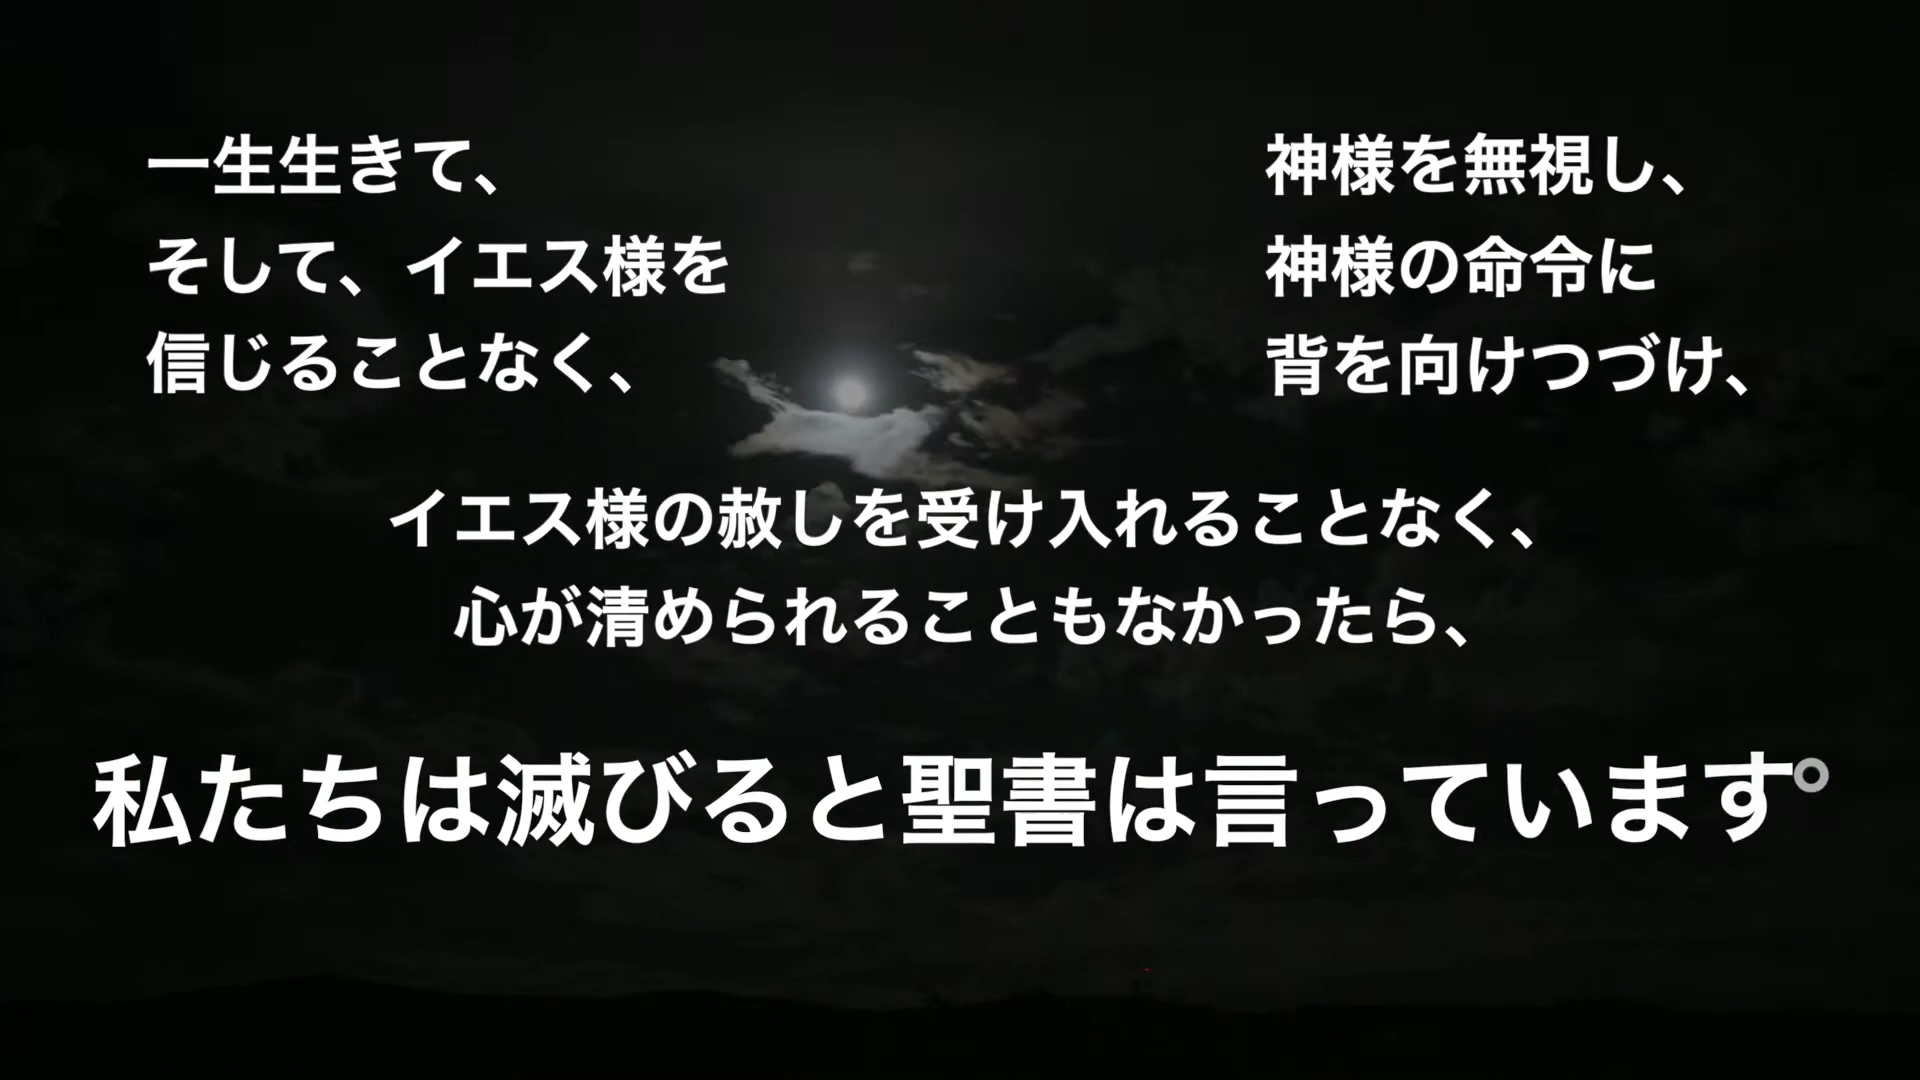 一生生きて、
そして、イエス様を
信じることなく、
神様を無視し、
神様の命令に
背を向けつづけ、
イエス様の赦しを受け入れることなく、
心が清められることもなかったら、
私たちは滅びると聖書は言っています。